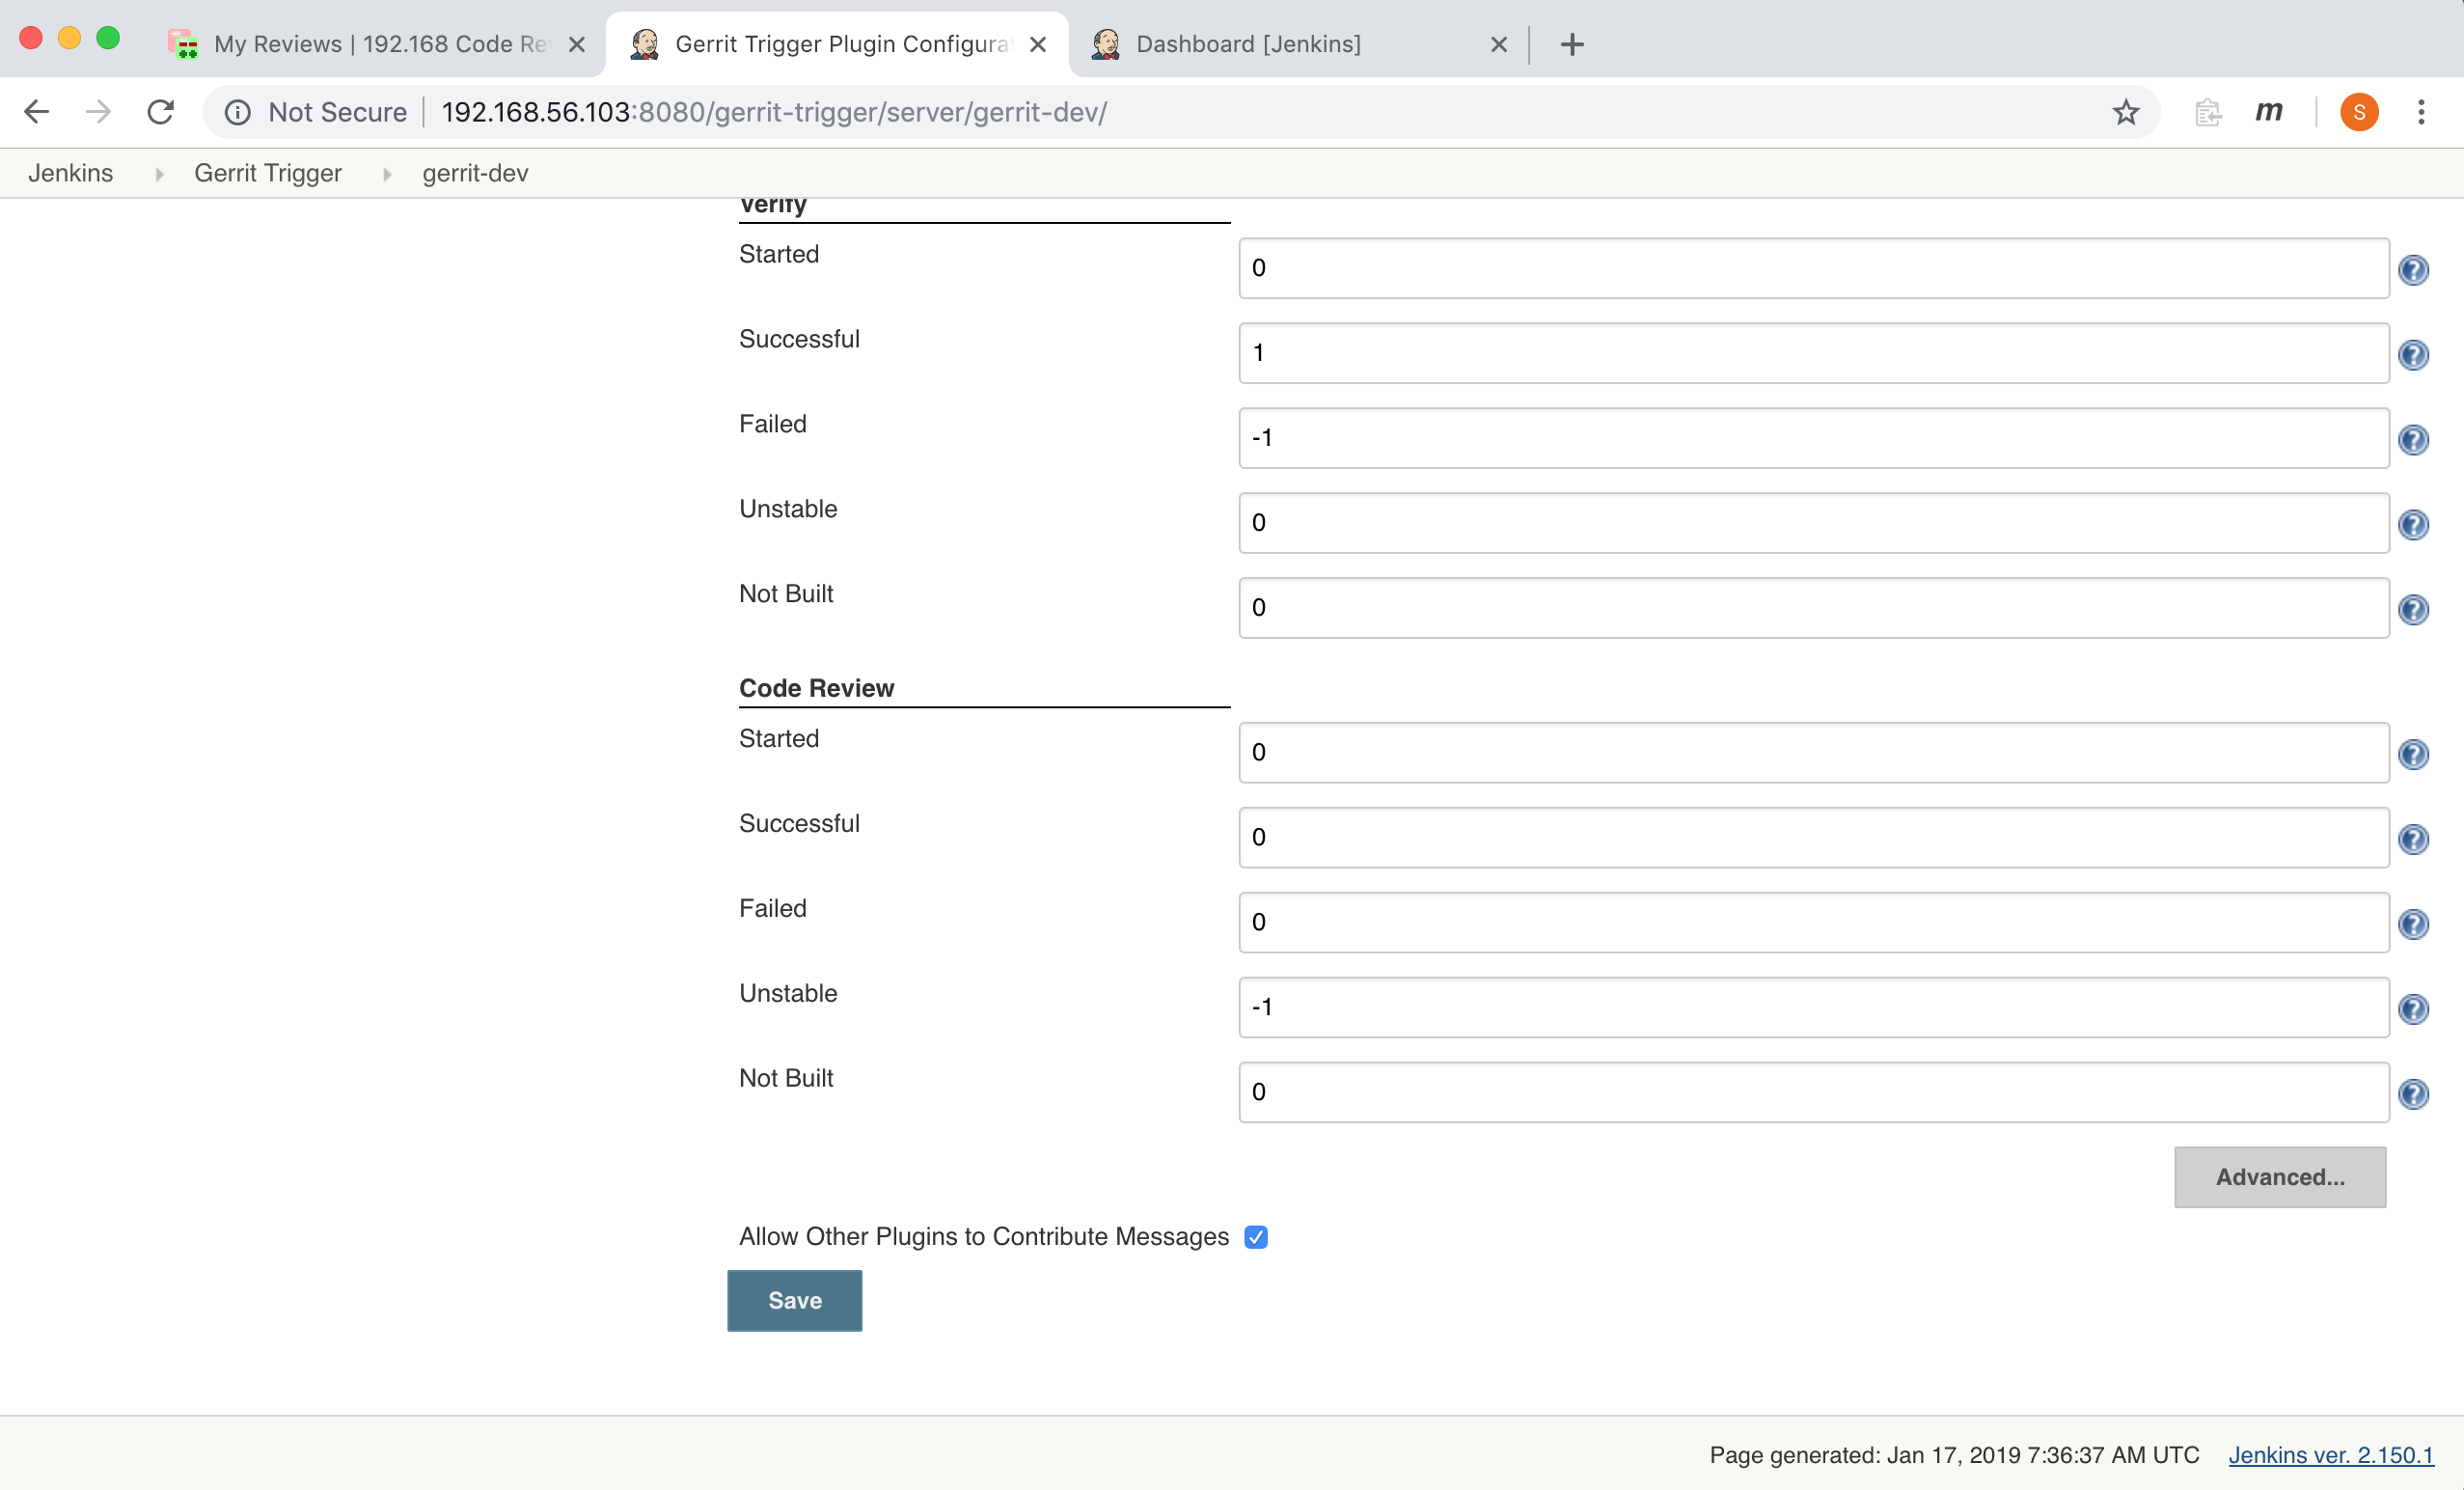 My Reviews | 192.168 Code Re
Gerrit Trigger Plugin Configura
Dashboard [Jenkins]
Not Secure
192.168.56.103:8080/gerrit-trigger/server/gerrit-dev/
m
S
Jenkins
Gerrit Trigger
gerrit-dev
Verify
Started
0
Successful
1
Failed
-1
Unstable
0
Not Built
0
Code Review
Started
0
Successful
0
Failed
0
Unstable
-1
Not Built
0
Advanced...
Allow Other Plugins to Contribute Messages
Save
Page generated: Jan 17, 2019 7:36:37 AM UTC
Jenkins ver. 2.150.1